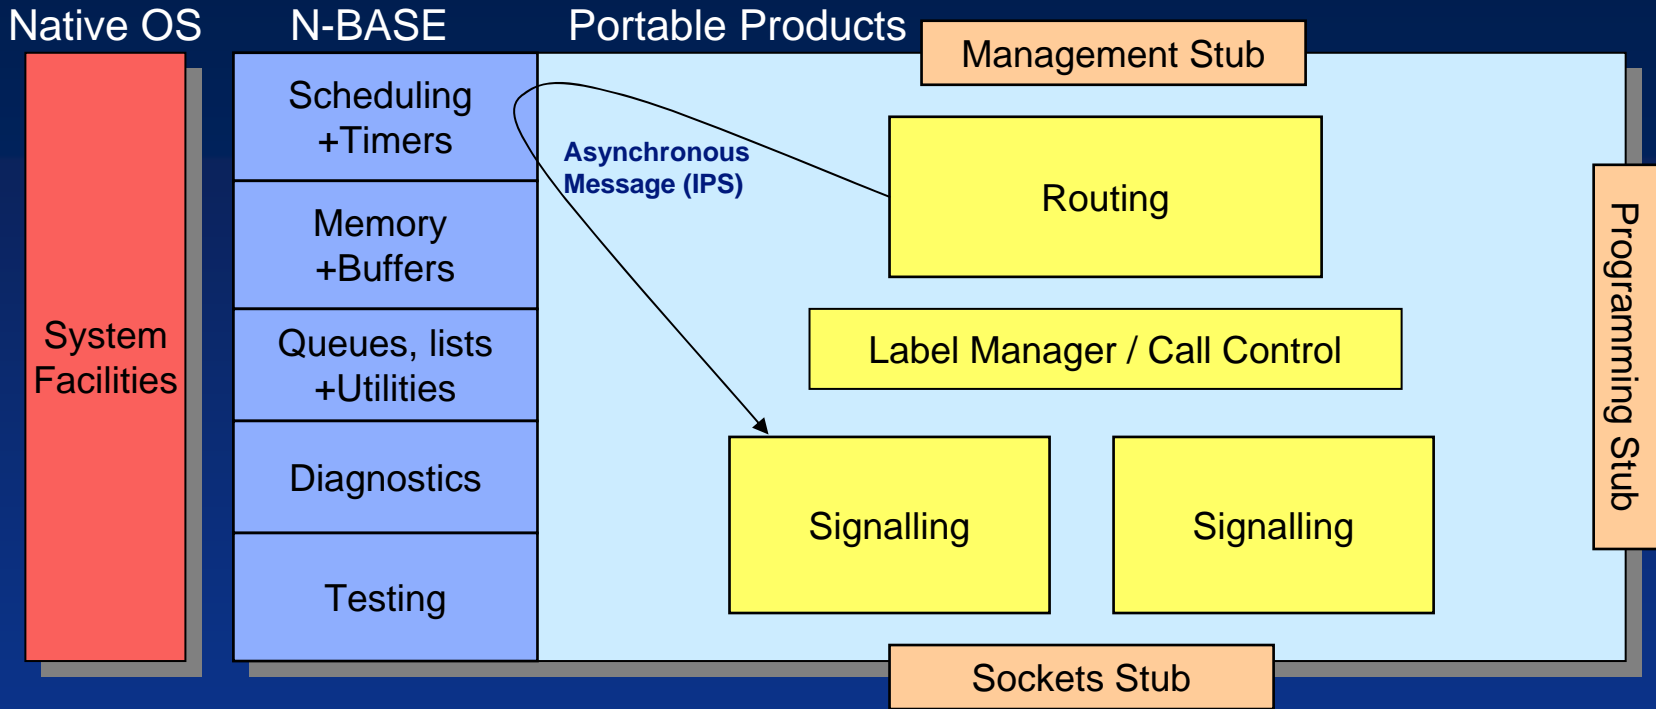 Native OS
N-BASE
Portable Products
Management Stub
Scheduling
+Timers
Asynchronous
Message (IPS)
Routing
Memory
+Buffers
System
Facilities
Queues, lists
+Utilities
Label Manager / Call Control
Programming Stub
Diagnostics
Signalling
Signalling
Testing
Sockets Stub